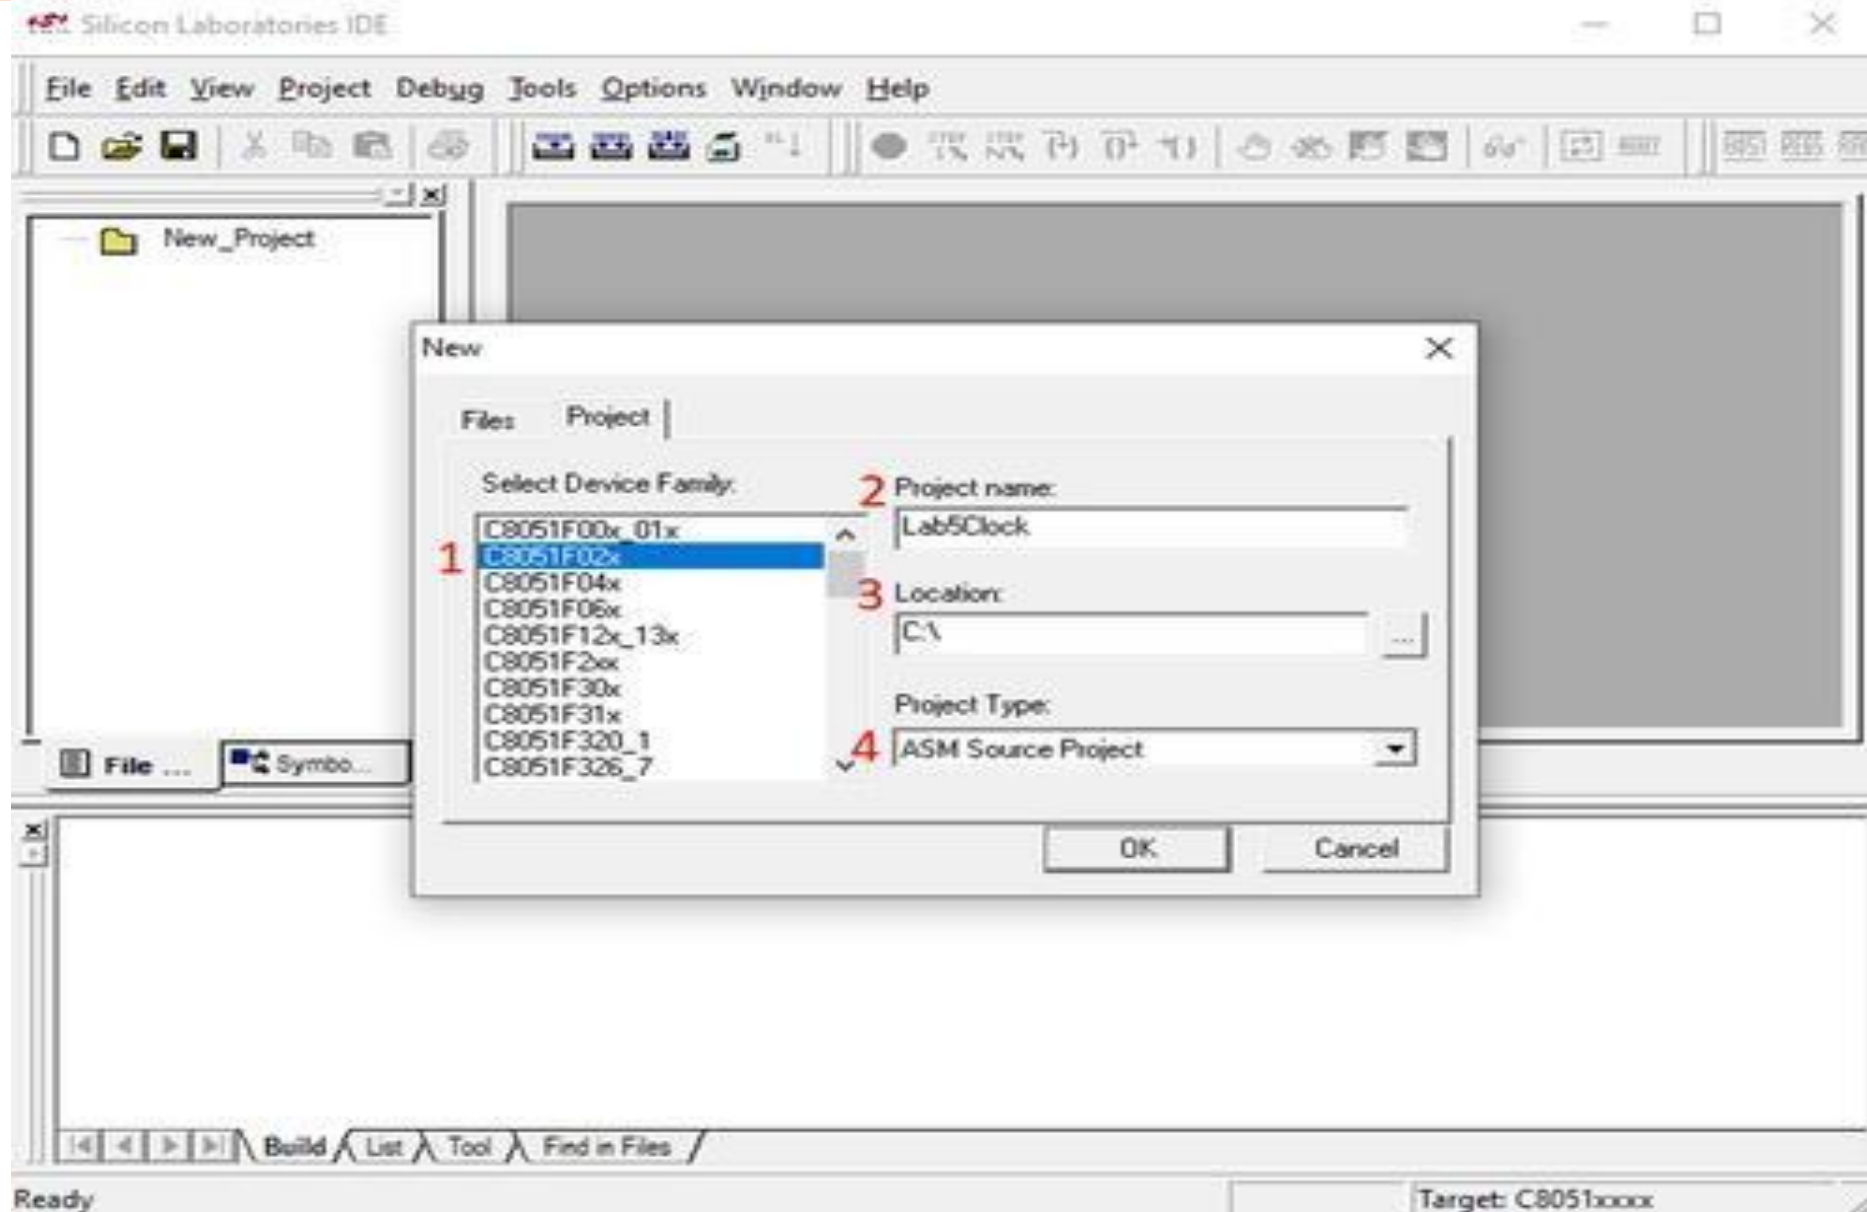 Silicon Laboratories IDE
File Edit View Project Debug Tools Options Window Help
New_Project
New
Files Project
Select Device Family:
C8051F00x_01x
1 C8051F02x
C8051F04x
C8051F06x
C8051F12x_13x
C8051F2xx
C8051F30x
C8051F31x
C8051F320_1
C8051F326_7
2 Project name:
Lab5Clock
3 Location:
C:\
...
Project Type:
4 ASM Source Project
OK Cancel
File ... Symbo...
Build List Tool Find in Files
Ready
Target: C8051xxxx